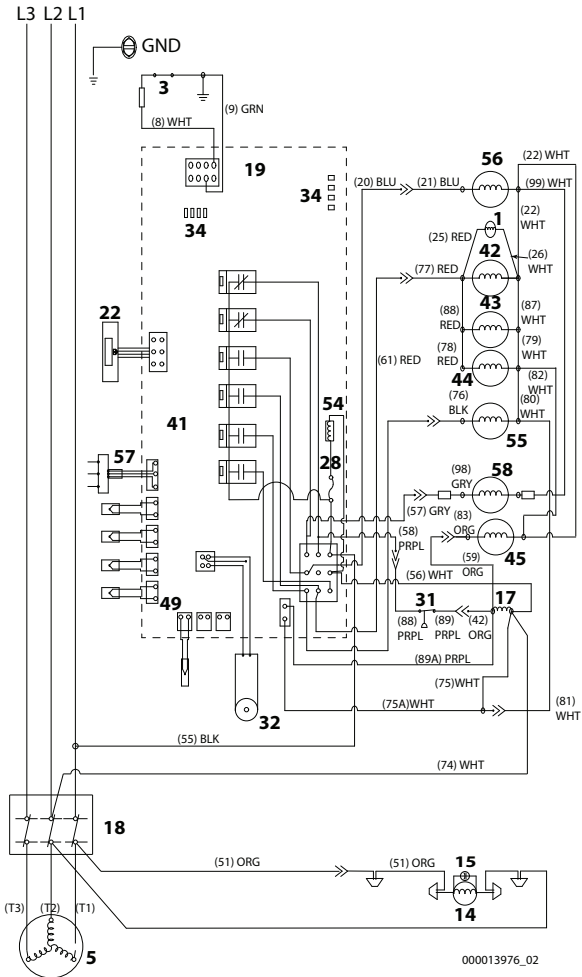 L3 L2 L1
GND
3
(9) GRN
(8) WHT
19
34
34
(20) BLU
(21) BLU
56
(22) WHT
(99) WHT
(22)
WHT
1
(25) RED
(26)
WHT
42
(77) RED
43
(88)
RED
(87)
WHT
(79)
WHT
(78)
RED
44
(82)
WHT
(61) RED
(76)
BLK
(80)
WHT
55
22
41
54
28
57
(98)
GRY
58
(57) GRY
(83)
ORG
45
(58)
PRPL
(59)
ORG
(56) WHT
49
31
17
(88)
PRPL
(89)
PRPL
(42)
ORG
(89A) PRPL
(75)WHT
(75A)WHT
(81)
WHT
32
(55) BLK
(74) WHT
18
(51) ORG
(51) ORG
15
14
(T3)
(T2)
(T1)
5
000013976_02